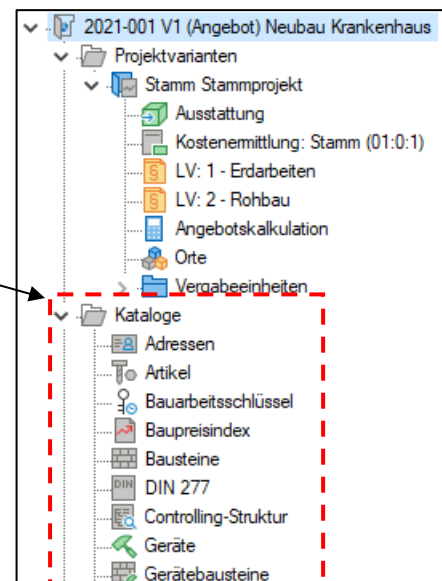 2021-001 V1 (Angebot) Neubau Krankenhaus
Projektvarianten
Stamm Stammprojekt
Ausstattung
Kostenermittlung: Stamm (01:0:1)
§ LV: 1 - Erdarbeiten
§ LV: 2 - Rohbau
Angebotskalkulation
Orte
Vergabeeinheiten
Kataloge
Adressen
Artikel
Bauarbeitsschlüssel
Baupreisindex
Bausteine
DIN DIN 277
Controlling-Struktur
Geräte
Gerätebausteine